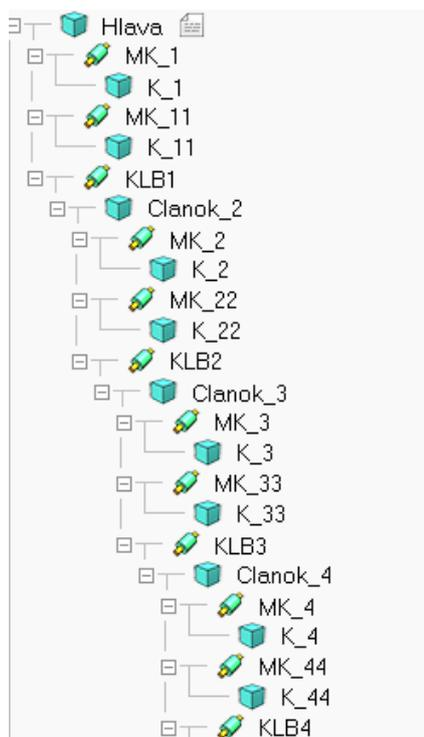 Hlava
MK_1
K_1
MK_11
K_11
KLB1
Clanok_2
MK_2
K_2
MK_22
K_22
KLB2
Clanok_3
MK_3
K_3
MK_33
K_33
KLB3
Clanok_4
MK_4
K_4
MK_44
K_44
KLB4